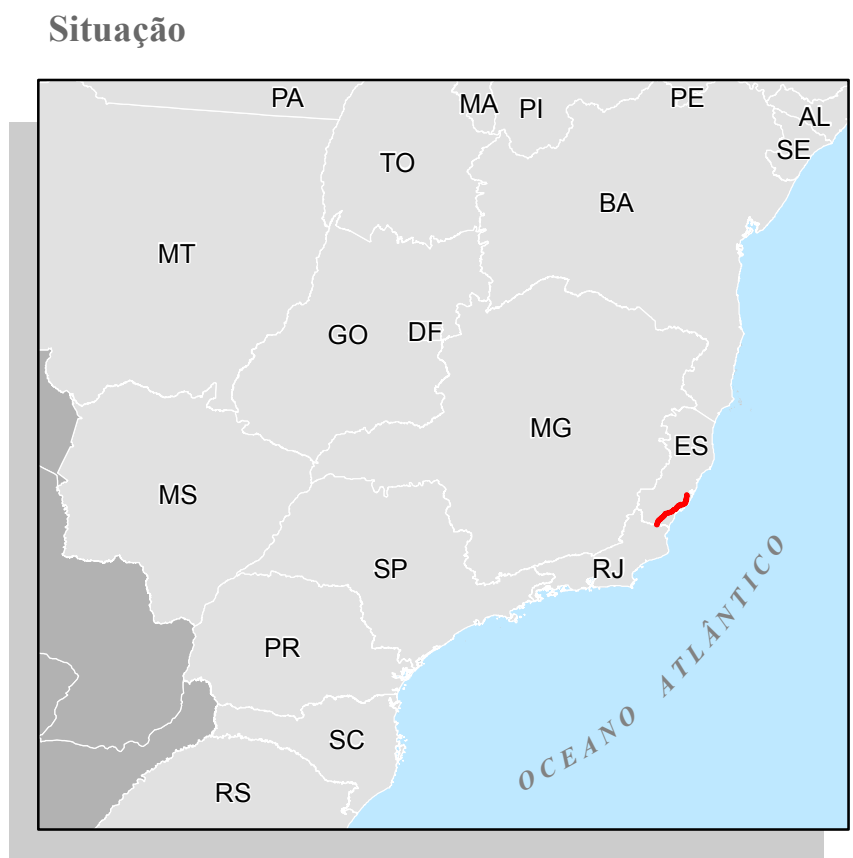 Situação
PA
MA
PI
PE
AL
SE
TO
BA
MT
GO
DF
MG
ES
MS
SP
RJ
PR
SC
RS
OCEANO ATLÂNTICO